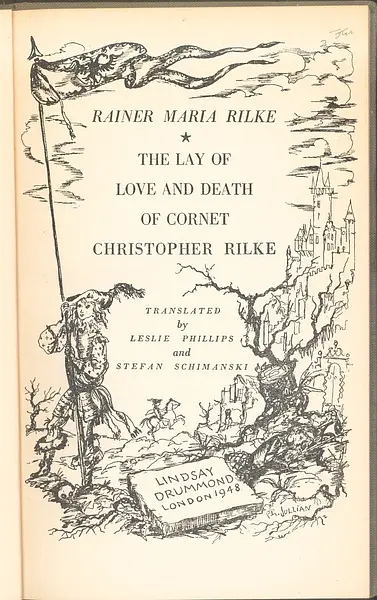 RAINER MARIA RILKE
★
THE LAY OF
LOVE AND DEATH
OF CORNET
CHRISTOPHER RILKE
TRANSLATED
by
LESLIE PHILLIPS
and
STEFAN SCHIMANSKI
LINDSAY
DRUMMOND
LONDON 1948
JULLIAN